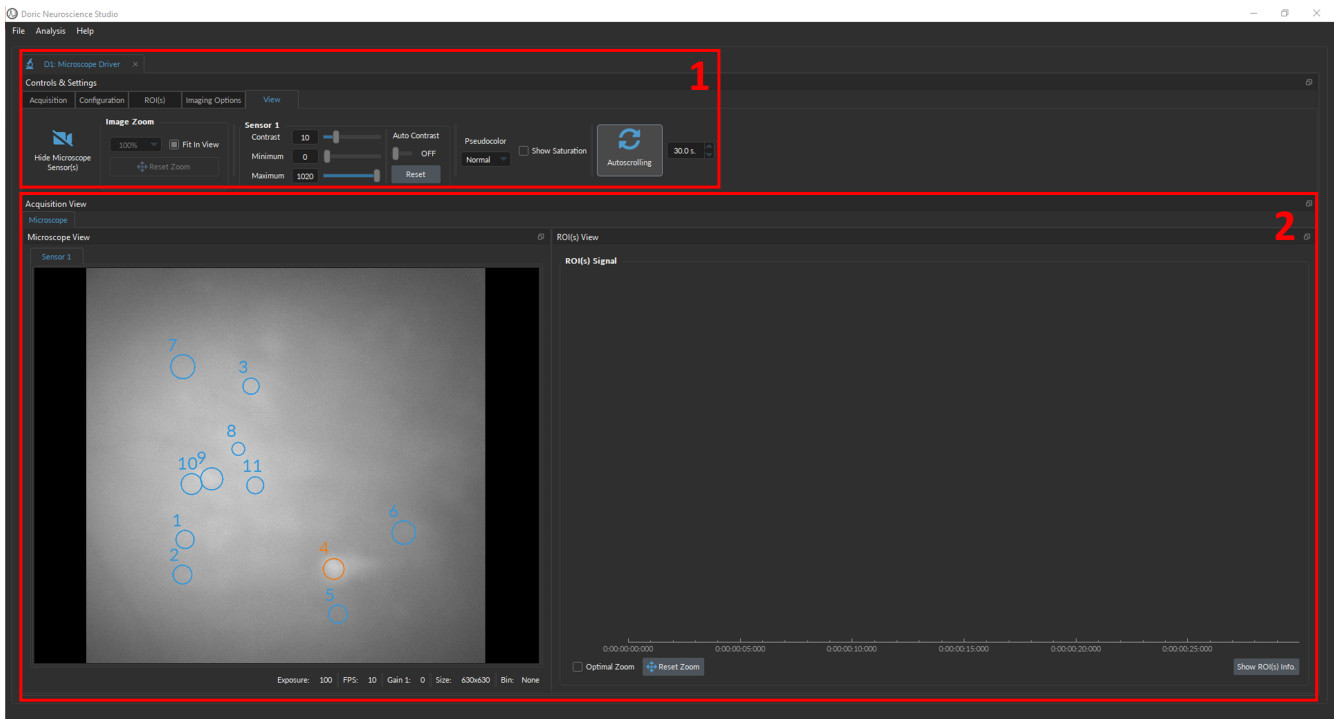 Doric Neuroscience Studio
File Analysis Help
D1: Microscope Driver
1
Controls & Settings
Acquisition Configuration ROI(s) Imaging Options View
Image Zoom
100% Fit In View
Reset Zoom
Hide Microscope
Sensor(s)
Sensor 1
Contrast 10
Minimum 0
Maximum 1020
Auto Contrast
OFF
Reset
Pseudocolor
Normal
Show Saturation
Autoscrolling
30.0 s.
Acquisition View
Microscope
2
Microscope View
Sensor 1
7
3
8
9
10
11
1
6
2
4
5
Exposure: 100 FPS: 10 Gain 1: 0 Size: 630x630 Bin: None
ROI(s) View
ROI(s) Signal
0:00:00:00:000 0:00:00:05:000 0:00:00:10:000 0:00:00:15:000 0:00:00:20:000 0:00:00:25:000
Optimal Zoom Reset Zoom Show ROI(s) Info.